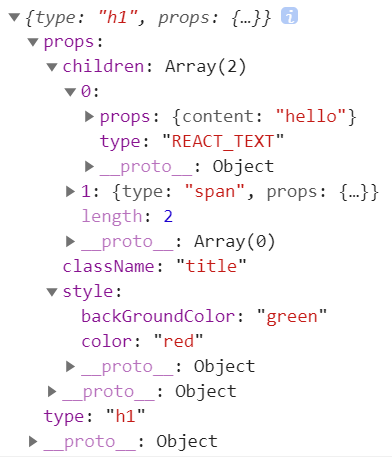 {type: "h1", props: {…}} i
props:
children: Array(2)
0:
props: {content: "hello"}
type: "REACT_TEXT"
__proto__: Object
1: {type: "span", props: {…}}
length: 2
__proto__: Array(0)
className: "title"
style:
backGroundColor: "green"
color: "red"
__proto__: Object
__proto__: Object
type: "h1"
__proto__: Object